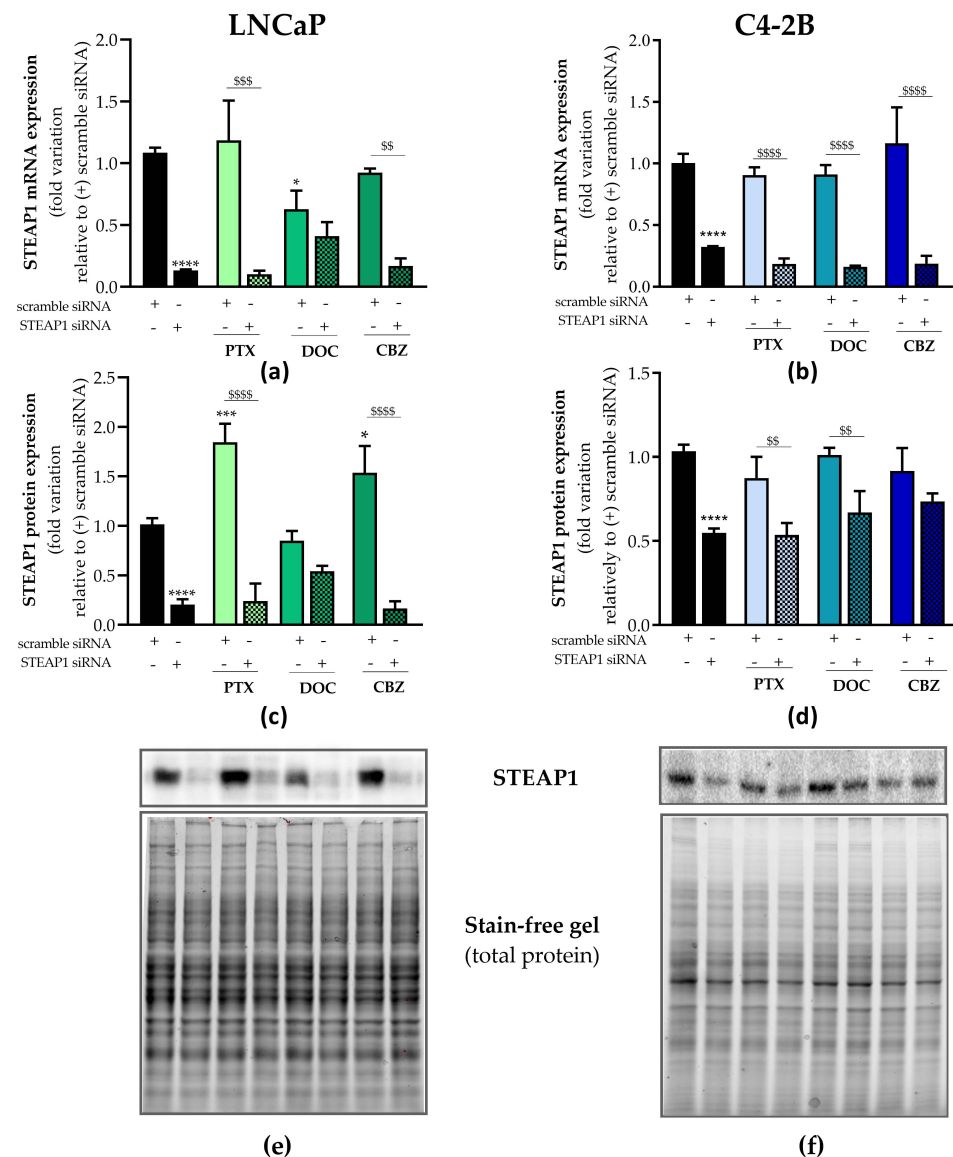 LNCaP
C4-2B
STEAP1 mRNA expression
(fold variation
relative to (+) scramble siRNA)
2.0
1.5
1.0
0.5
0.0
****
$$$
*
$$
scramble siRNA + - + - + - + -
STEAP1 siRNA - + - + - + - +
PTX DOC CBZ
(a)
STEAP1 mRNA expression
(fold variation
relative to (+) scramble siRNA)
2.0
1.5
1.0
0.5
0.0
****
$$$$
$$$$
$$$$
scramble siRNA + - + - + - + -
STEAP1 siRNA - + - + - + - +
PTX DOC CBZ
(b)
STEAP1 protein expression
(fold variation
relative to (+) scramble siRNA)
2.5
2.0
1.5
1.0
0.5
0.0
****
***
$$$$
*
$$$$
scramble siRNA + - + - + - + -
STEAP1 siRNA - + - + - + - +
PTX DOC CBZ
(c)
STEAP1 protein expression
(fold variation
relatively to (+) scramble siRNA)
1.5
1.0
0.5
0.0
****
$$
$$
scramble siRNA + - + - + - + -
STEAP1 siRNA - + - + - + - +
PTX DOC CBZ
(d)
STEAP1
Stain-free gel
(total protein)
(e)
(f)